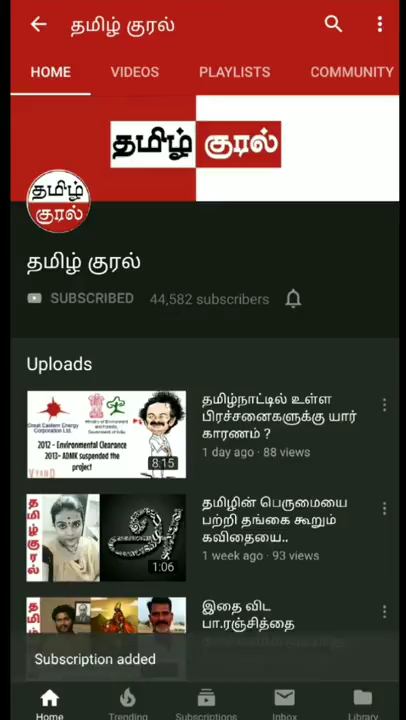 தமிழ் குரல்
HOME VIDEOS PLAYLISTS COMMUNITY
தமிழ் குரல்
தமிழ்
குரல்
தமிழ் குரல்
SUBSCRIBED 44,582 subscribers
Uploads
Great Eastern Energy
Corporation Ltd.
2012 - Environmental Clearance
2013- ADMK suspended the
project
8:15
தமிழ்நாட்டில் உள்ள
பிரச்சனைகளுக்கு யார்
காரணம் ?
1 day ago · 88 views
தமிழ்குரல்
அ
1:06
தமிழின் பெருமையை
பற்றி தங்கை கூறும்
கவிதையை..
1 week ago · 93 views
தமி
இதை விட
பா.ரஞ்சித்தை
Subscription added
Home Trending Subscriptions Inbox Library